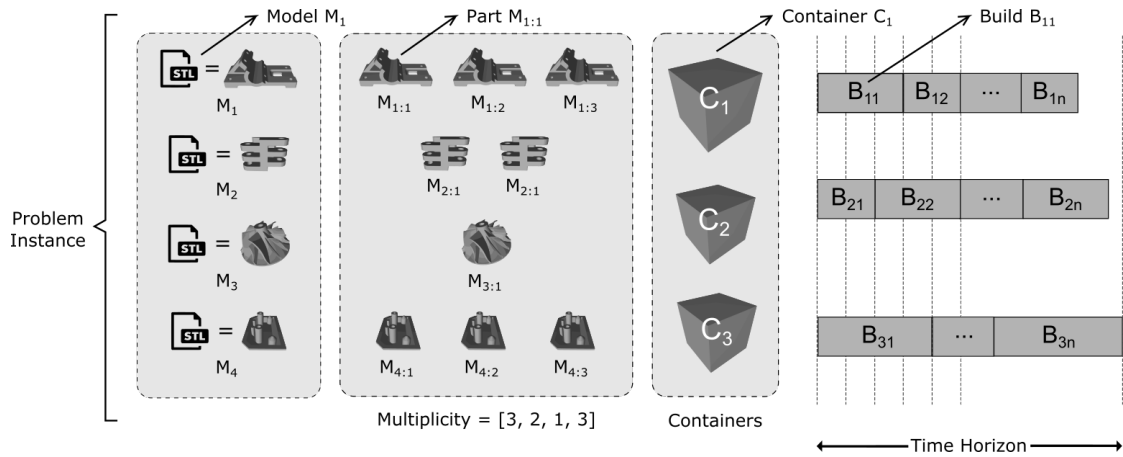 Model M₁
Part M₁:₁
Container C₁
Build B₁₁
Problem
Instance
STL
=
M₁
STL
=
M₂
STL
=
M₃
STL
=
M₄
M₁:₁ M₁:₂ M₁:₃
M₂:₁ M₂:₁
M₃:₁
M₄:₁ M₄:₂ M₄:₃
Multiplicity = [3, 2, 1, 3]
C₁
C₂
C₃
Containers
B₁₁ B₁₂ ... B₁ₙ
B₂₁ B₂₂ ... B₂ₙ
B₃₁ ... B₃ₙ
Time Horizon